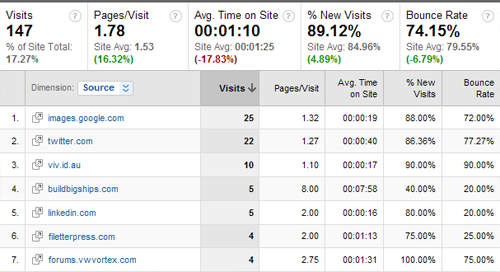 Visits ? Pages/Visit ? Avg. Time on Site ? % New Visits ? Bounce Rate ?
147 1.78 00:01:10 89.12% 74.15%
% of Site Total: Site Avg: 1.53 Site Avg: 00:01:25 Site Avg: 84.96% Site Avg: 79.55%
17.27% (16.32%) (-17.83%) (4.89%) (-6.79%)
Dimension: Source Visits Pages/Visit Avg. Time on Site % New Visits Bounce Rate
1. images.google.com 25 1.32 00:00:19 88.00% 72.00%
2. twitter.com 22 1.27 00:00:40 86.36% 77.27%
3. viv.id.au 10 1.10 00:00:17 90.00% 90.00%
4. buildbigships.com 5 8.00 00:07:58 40.00% 20.00%
5. linkedin.com 5 2.00 00:00:16 80.00% 20.00%
6. filetterpress.com 4 2.00 00:01:13 75.00% 25.00%
7. forums.vwvortex.com 4 2.75 00:01:31 100.00% 75.00%